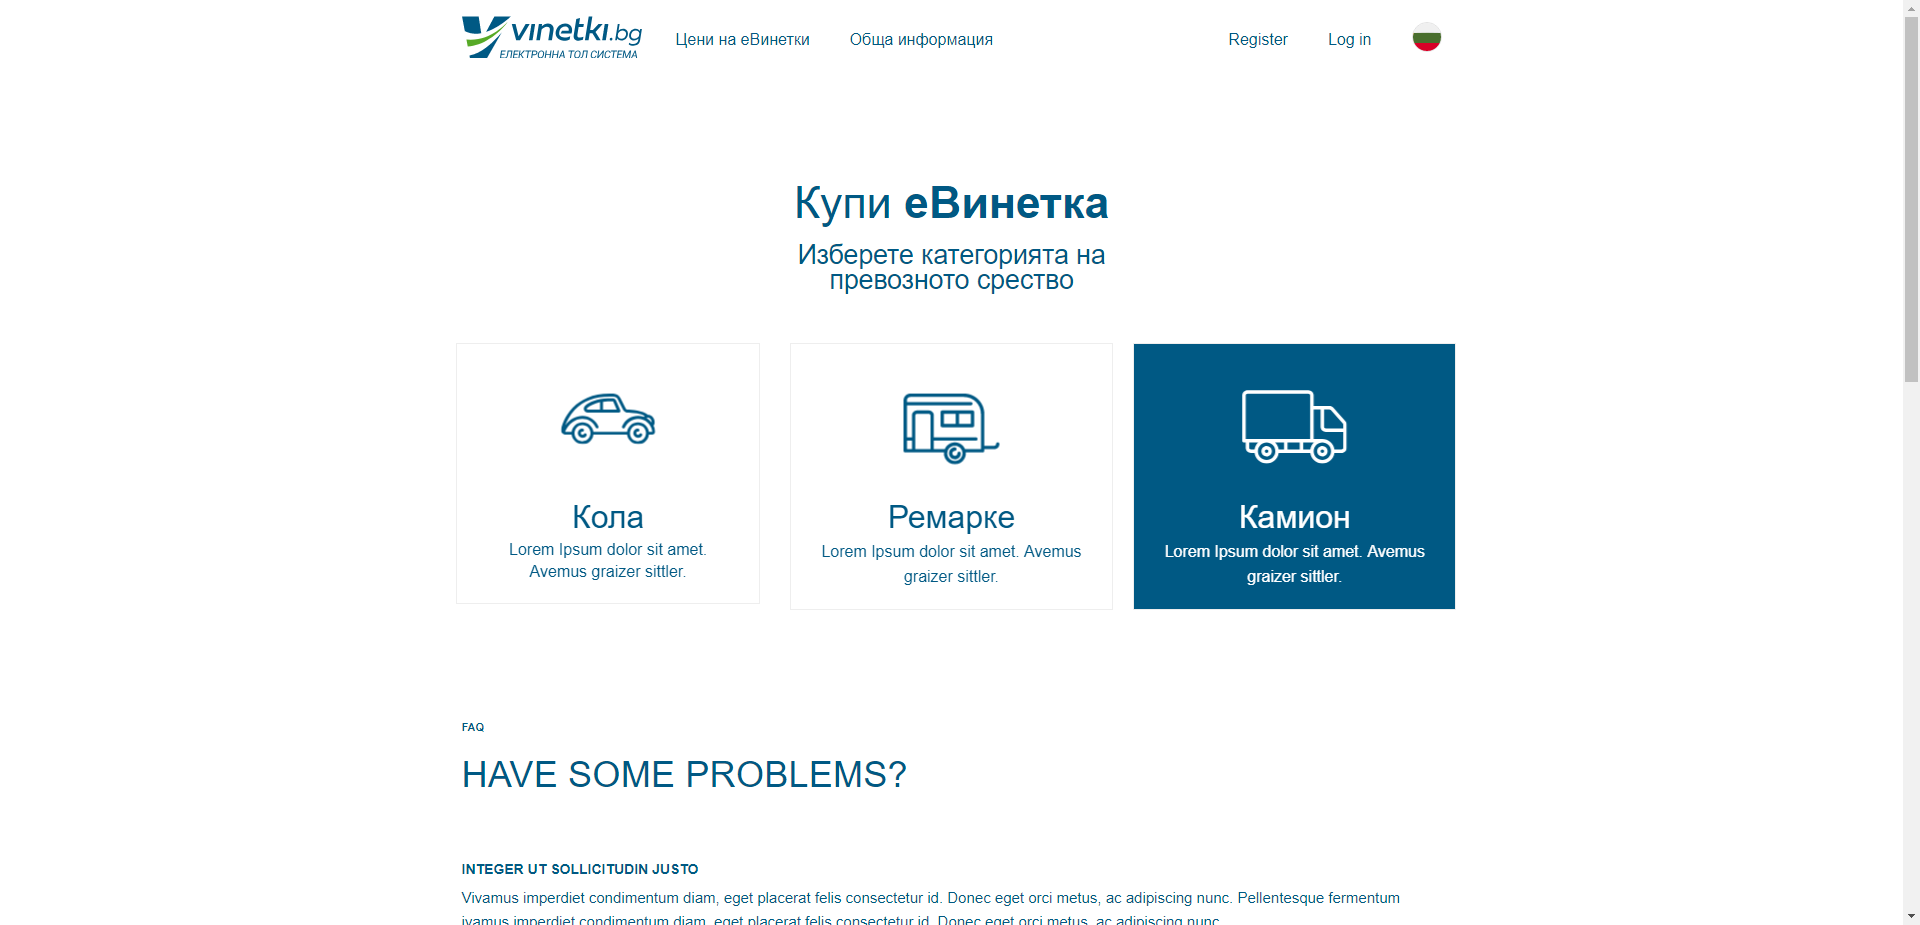 vinetki.bg
ЕЛЕКТРОННА ТОЛ СИСТЕМА
Цени на еВинетки
Обща информация
Register
Log in
Купи еВинетка
Изберете категорията на
превозното срество
Кола
Lorem Ipsum dolor sit amet.
Avemus graizer sittler.
Ремарке
Lorem Ipsum dolor sit amet. Avemus
graizer sittler.
Камион
Lorem Ipsum dolor sit amet. Avemus
graizer sittler.
FAQ
HAVE SOME PROBLEMS?
INTEGER UT SOLLICITUDIN JUSTO
Vivamus imperdiet condimentum diam, eget placerat felis consectetur id. Donec eget orci metus, ac adipiscing nunc. Pellentesque fermentum
ivamus imperdiet condimentum diam, eget placerat felis consectetur id. Donec eget orci metus, ac adipiscing nunc.